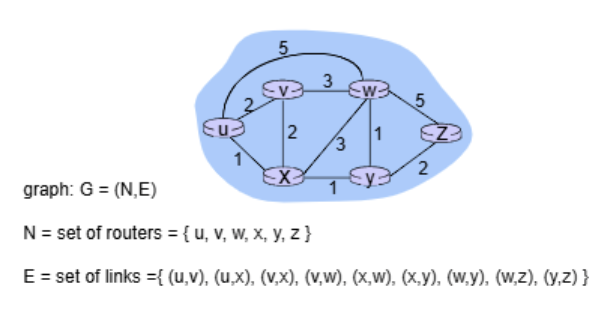 5
v 3 w
2 5
u 2 1 z
1 3
x 1 y 2
graph: G = (N,E)
N = set of routers = { u, v, w, x, y, z }
E = set of links ={ (u,v), (u,x), (v,x), (v,w), (x,w), (x,y), (w,y), (w,z), (y,z) }